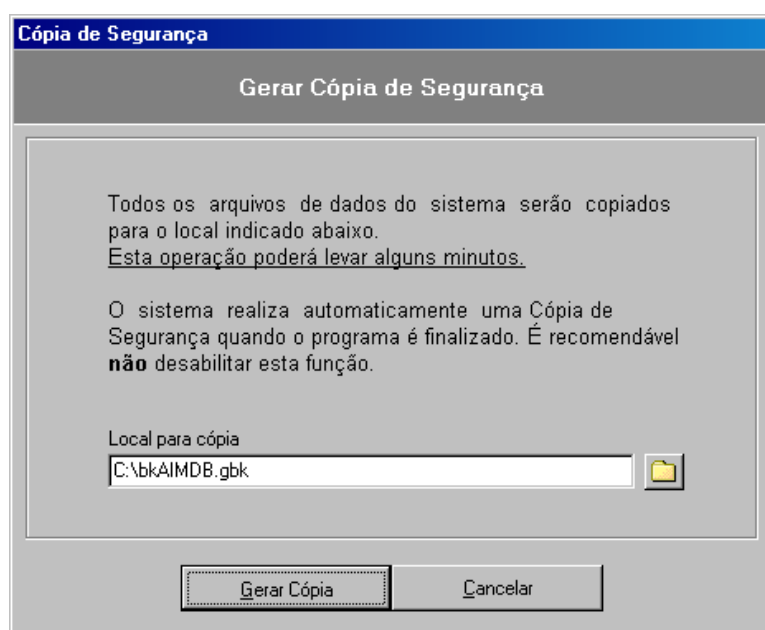 Cópia de Segurança
Gerar Cópia de Segurança
Todos os arquivos de dados do sistema serão copiados
para o local indicado abaixo.
Esta operação poderá levar alguns minutos.
O sistema realiza automaticamente uma Cópia de
Segurança quando o programa é finalizado. É recomendável
não desabilitar esta função.
Local para cópia
C:\bkAIMDB.gbk
Gerar Cópia
Cancelar